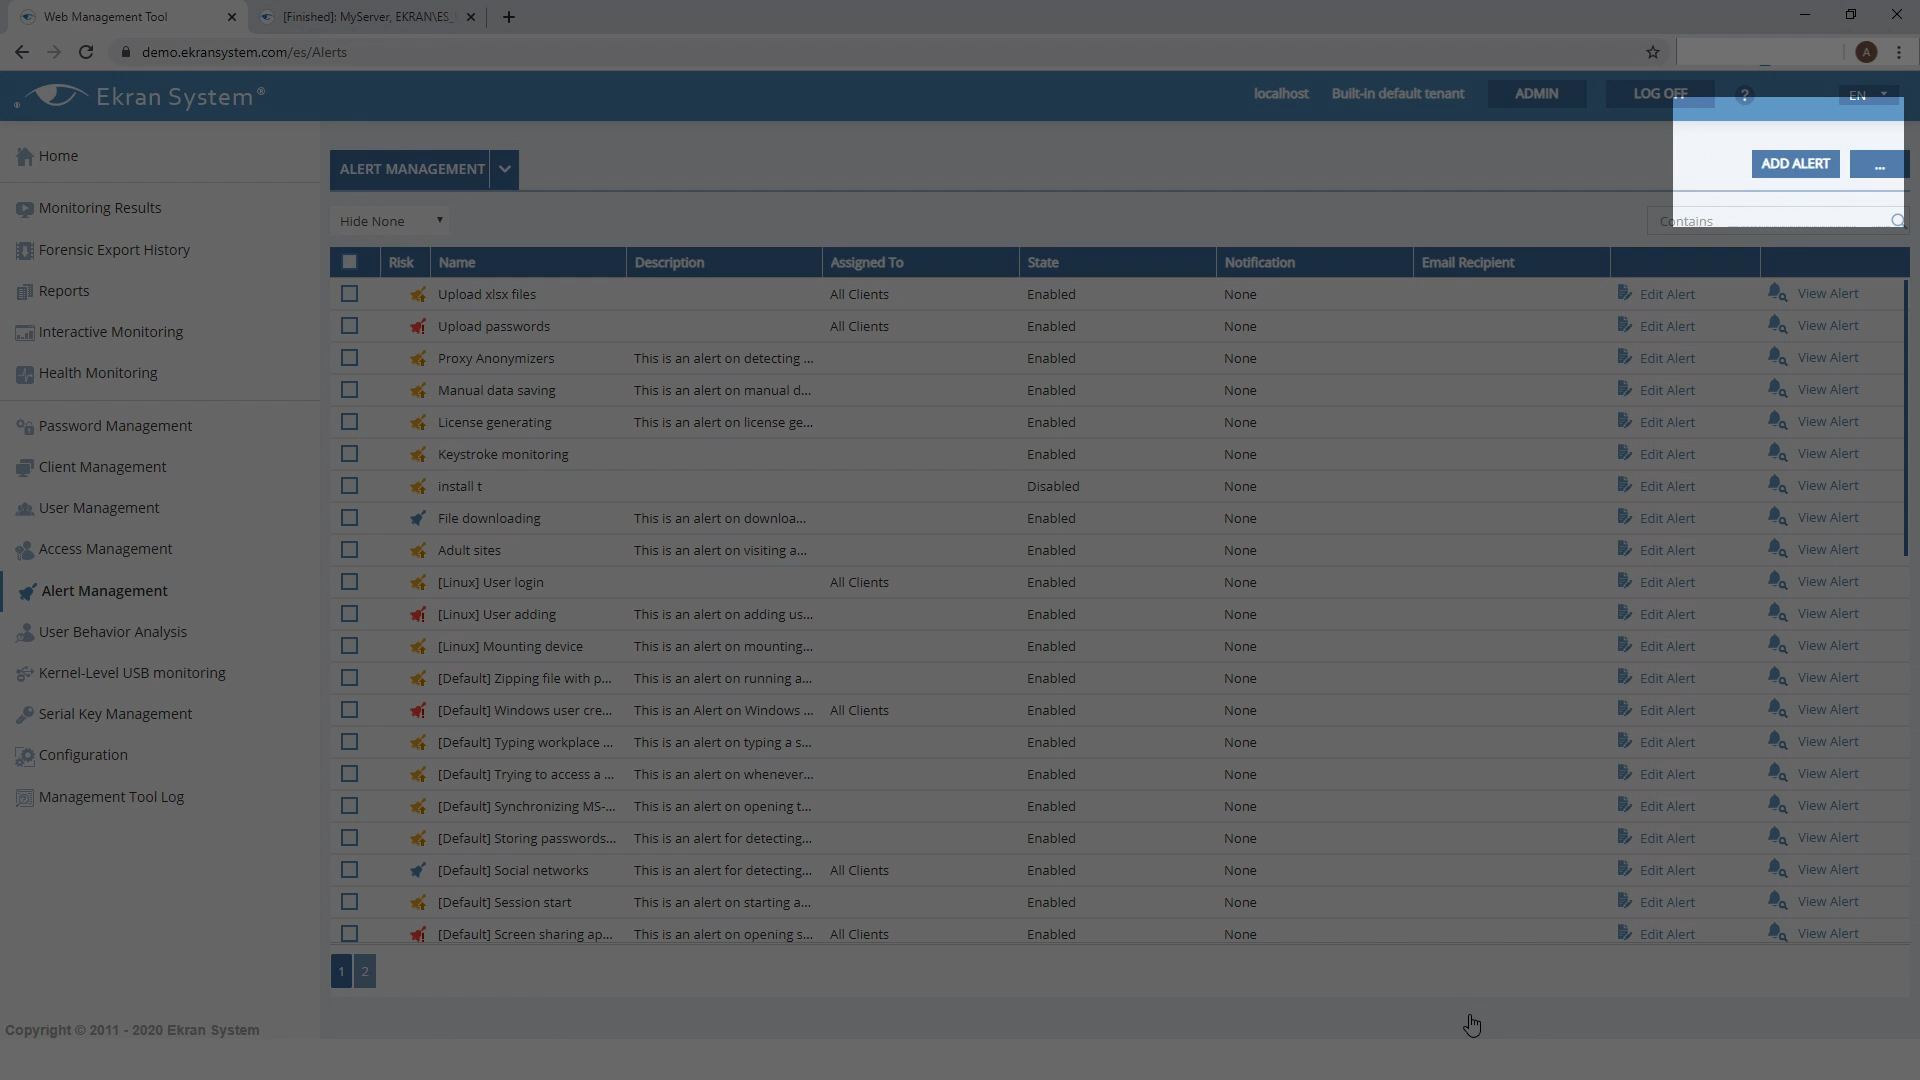 Web Management Tool
[Finished]: MyServer, EKRAN\ES_
demo.ekransystem.com/es/Alerts
A
Ekran System®
localhost Built-in default tenant ADMIN LOG OFF ? EN
Home
Monitoring Results
Forensic Export History
Reports
Interactive Monitoring
Health Monitoring
Password Management
Client Management
User Management
Access Management
Alert Management
User Behavior Analysis
Kernel-Level USB monitoring
Serial Key Management
Configuration
Management Tool Log
Copyright © 2011 - 2020 Ekran System
ALERT MANAGEMENT
ADD ALERT ...
Hide None
Contains
Risk Name Description Assigned To State Notification Email Recipient
Upload xlsx files All Clients Enabled None Edit Alert View Alert
Upload passwords All Clients Enabled None Edit Alert View Alert
Proxy Anonymizers This is an alert on detecting ... Enabled None Edit Alert View Alert
Manual data saving This is an alert on manual d... Enabled None Edit Alert View Alert
License generating This is an alert on license ge... Enabled None Edit Alert View Alert
Keystroke monitoring Enabled None Edit Alert View Alert
install t Disabled None Edit Alert View Alert
File downloading This is an alert on downloa... Enabled None Edit Alert View Alert
Adult sites This is an alert on visiting a... Enabled None Edit Alert View Alert
[Linux] User login All Clients Enabled None Edit Alert View Alert
[Linux] User adding This is an alert on adding us... Enabled None Edit Alert View Alert
[Linux] Mounting device This is an alert on mounting... Enabled None Edit Alert View Alert
[Default] Zipping file with p... This is an alert on running a... Enabled None Edit Alert View Alert
[Default] Windows user cre... This is an Alert on Windows ... All Clients Enabled None Edit Alert View Alert
[Default] Typing workplace ... This is an alert on typing a s... Enabled None Edit Alert View Alert
[Default] Trying to access a ... This is an alert on whenever... Enabled None Edit Alert View Alert
[Default] Synchronizing MS-... This is an alert on opening t... Enabled None Edit Alert View Alert
[Default] Storing passwords... This is an alert for detecting... Enabled None Edit Alert View Alert
[Default] Social networks This is an alert for detecting... All Clients Enabled None Edit Alert View Alert
[Default] Session start This is an alert on starting a... Enabled None Edit Alert View Alert
[Default] Screen sharing ap... This is an alert on opening s... All Clients Enabled None Edit Alert View Alert
1 2